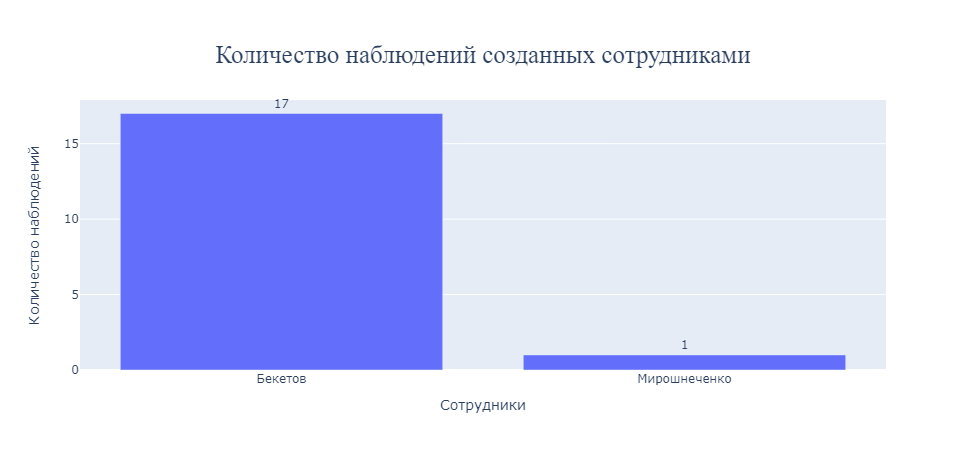 Количество наблюдений созданных сотрудниками
17
15
10
5
0
1
Количество наблюдений
Бекетов
Мирошнеченко
Сотрудники